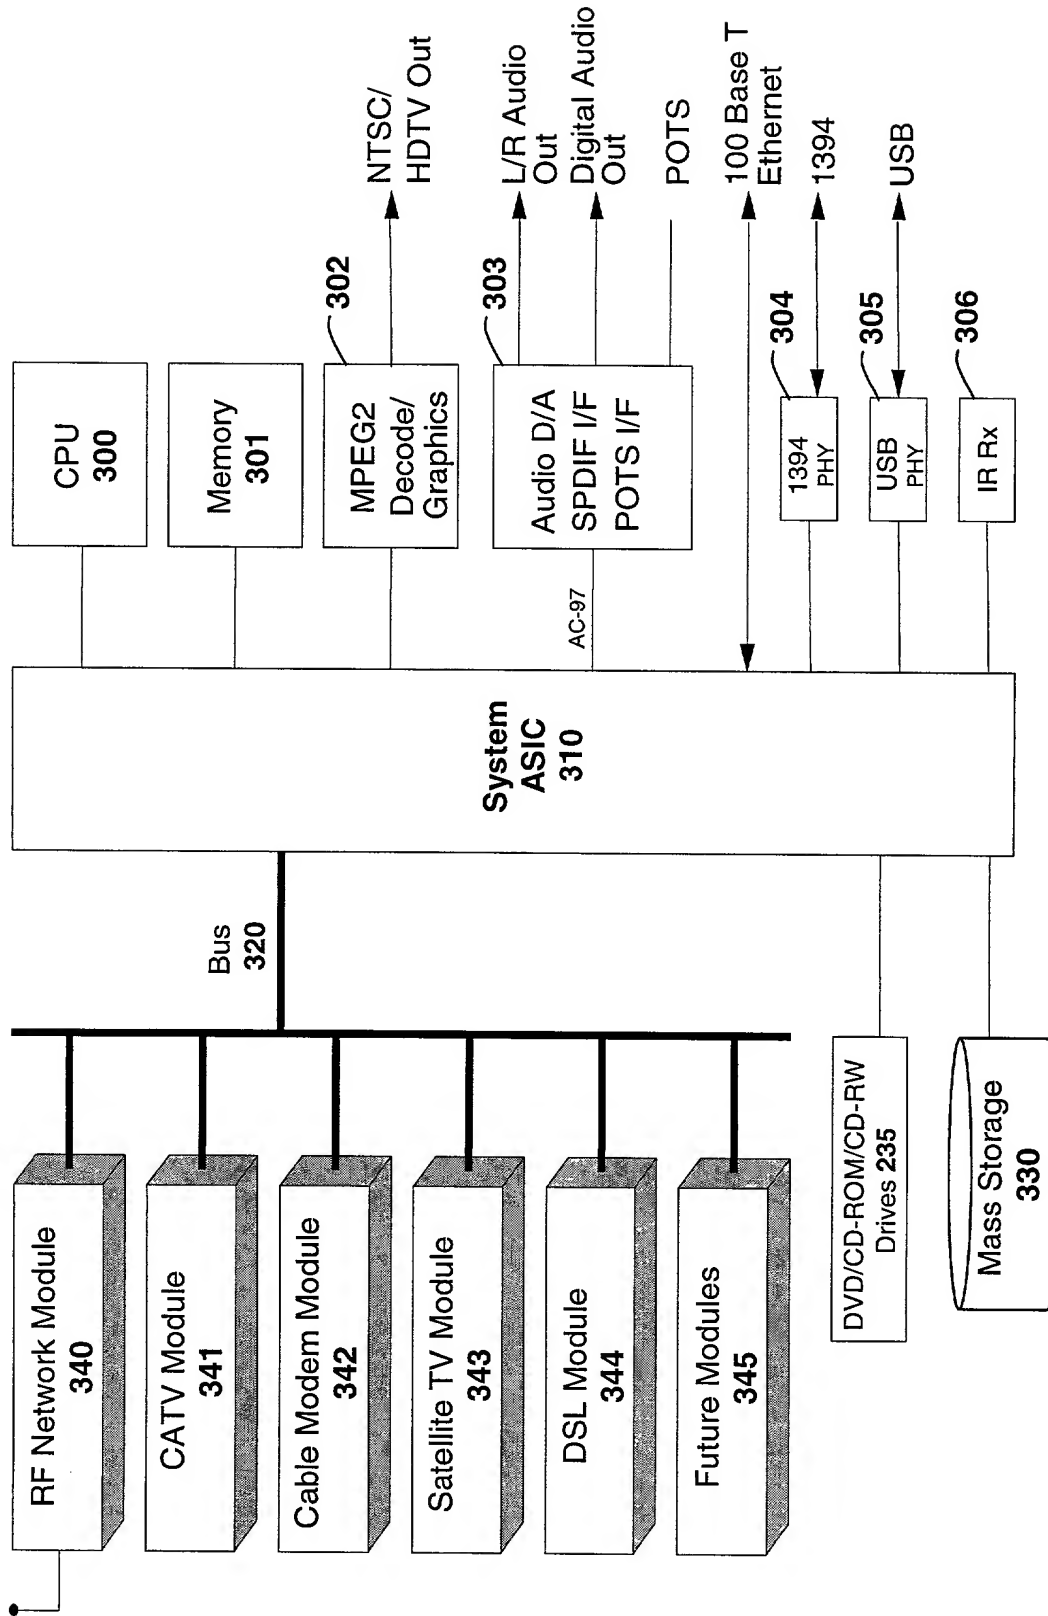 RF Network Module
340
CATV Module
341
Cable Modem Module
342
Satellite TV Module
343
DSL Module
344
Future Modules
345
DVD/CD-ROM/CD-RW
Drives 235
Mass Storage
330
Bus
320
System
ASIC
310
AC-97
CPU
300
Memory
301
MPEG2
Decode/
Graphics
302
Audio D/A
SPDIF I/F
POTS I/F
303
1394
PHY
304
USB
PHY
305
IR Rx
306
NTSC/
HDTV Out
L/R Audio
Out
Digital Audio
Out
POTS
100 Base T
Ethernet
1394
USB